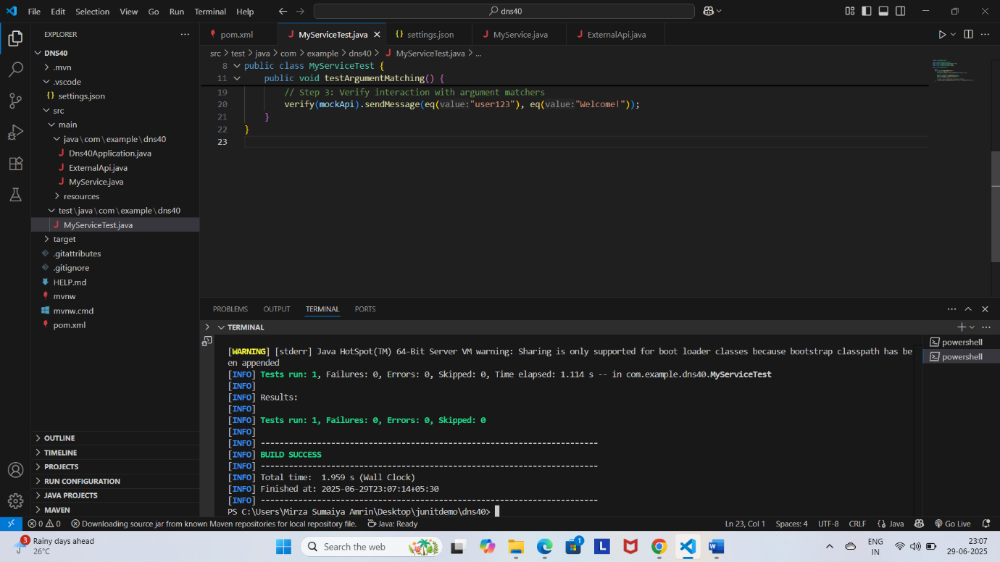 File Edit Selection View Go Run Terminal Help
dns40
EXPLORER
DNS40
.mvn
.vscode
{} settings.json
src
main
java\com\example\dns40
J Dns40Application.java
J ExternalApi.java
J MyService.java
resources
test\java\com\example\dns40
J MyServiceTest.java
target
.gitattributes
.gitignore
HELP.md
mvnw
mvnw.cmd
pom.xml
OUTLINE
TIMELINE
PROJECTS
RUN CONFIGURATION
JAVA PROJECTS
MAVEN
pom.xml J MyServiceTest.java {} settings.json J MyService.java J ExternalApi.java
src > test > java > com > example > dns40 > J MyServiceTest.java > ...
8 public class MyServiceTest {
11 public void testArgumentMatching() {
19 // Step 3: Verify interaction with argument matchers
20 verify(mockApi).sendMessage(eq(value:"user123"), eq(value:"Welcome!"));
21 }
22 }
23
PROBLEMS OUTPUT TERMINAL PORTS
TERMINAL
[WARNING] [stderr] Java HotSpot(TM) 64-Bit Server VM warning: Sharing is only supported for boot loader classes because bootstrap classpath has be
en appended
[INFO] Tests run: 1, Failures: 0, Errors: 0, Skipped: 0, Time elapsed: 1.114 s -- in com.example.dns40.MyServiceTest
[INFO]
[INFO] Results:
[INFO]
[INFO] Tests run: 1, Failures: 0, Errors: 0, Skipped: 0
[INFO]
[INFO] ------------------------------------------------------------------------
[INFO] BUILD SUCCESS
[INFO] ------------------------------------------------------------------------
[INFO] Total time:  1.959 s (Wall Clock)
[INFO] Finished at: 2025-06-29T23:07:14+05:30
[INFO] ------------------------------------------------------------------------
PS C:\Users\Mirza Sumaiya Amrin\Desktop\junitdemo\dns40>
powershell
powershell
0 0 Downloading source jar from known Maven repositories for local repository file. Java: Ready Ln 23, Col 1 Spaces: 4 UTF-8 CRLF {} Java Go Live
3 Rainy days ahead
26°C
Search the web
1
L
ENG
IN
23:07
29-06-2025